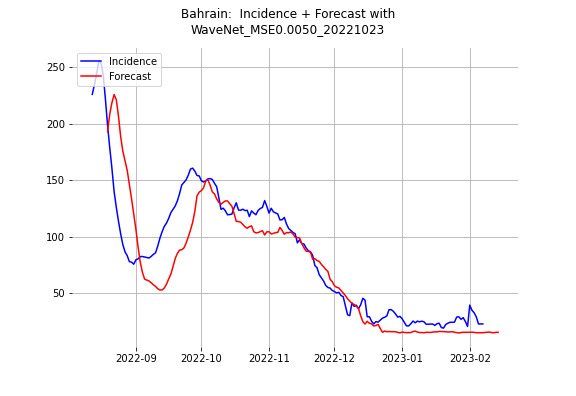 Bahrain:  Incidence + Forecast with
WaveNet_MSE0.0050_20221023
Incidence
Forecast
250
200
150
100
50
2022-09
2022-10
2022-11
2022-12
2023-01
2023-02